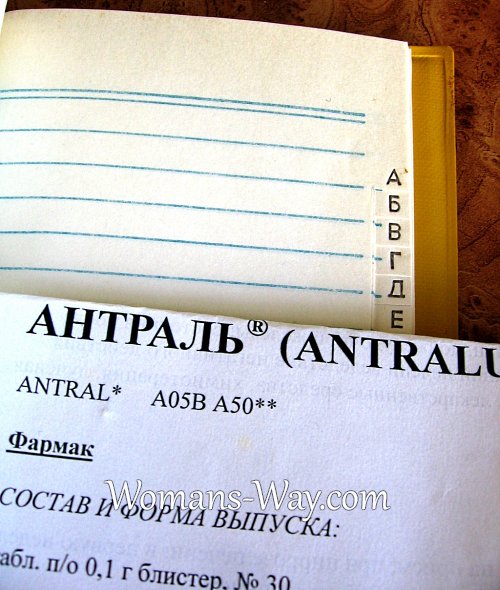 А
Б
В
Г
Д
Е
АНТРАЛЬ® (ANTRALU
ANTRAL* A05B A50**
Фармак
Womans-Way.com
СОСТАВ И ФОРМА ВЫПУСКА:
абл. п/о 0,1 г блистер, № 30